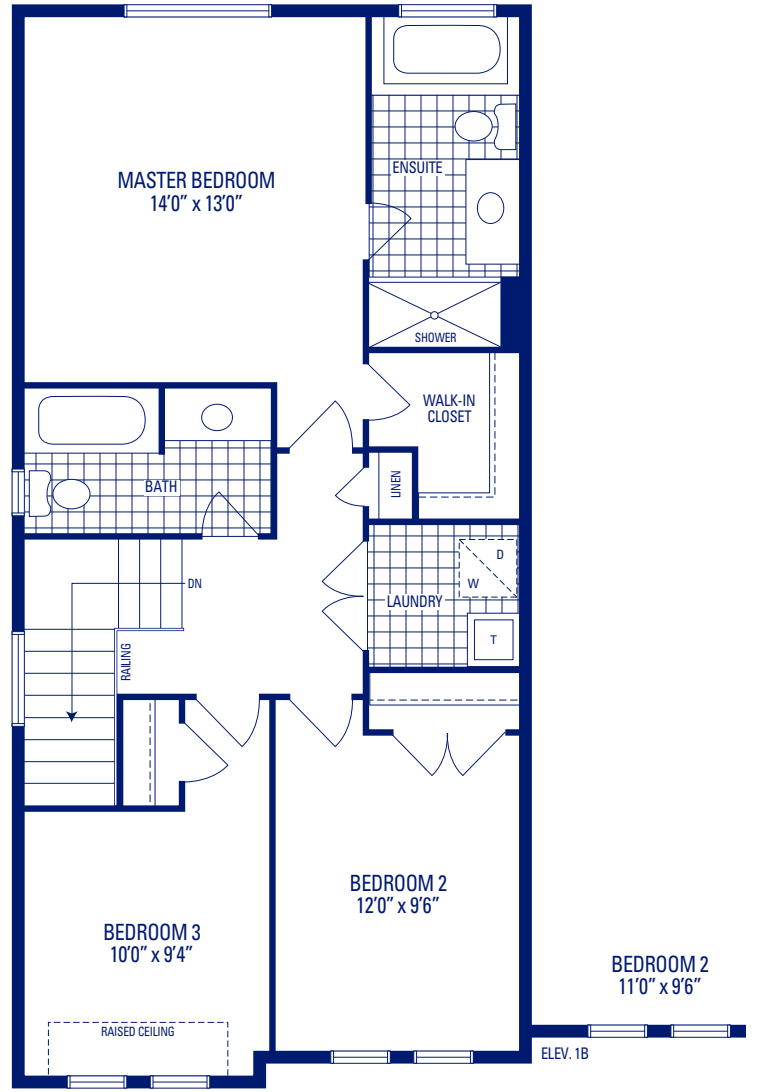 MASTER BEDROOM
14'0" x 13'0"
ENSUITE
SHOWER
WALK-IN
CLOSET
LINEN
BATH
DN
D
W
LAUNDRY
T
RAILING
BEDROOM 2
12'0" x 9'6"
BEDROOM 3
10'0" x 9'4"
RAISED CEILING
BEDROOM 2
11'0" x 9'6"
ELEV. 1B